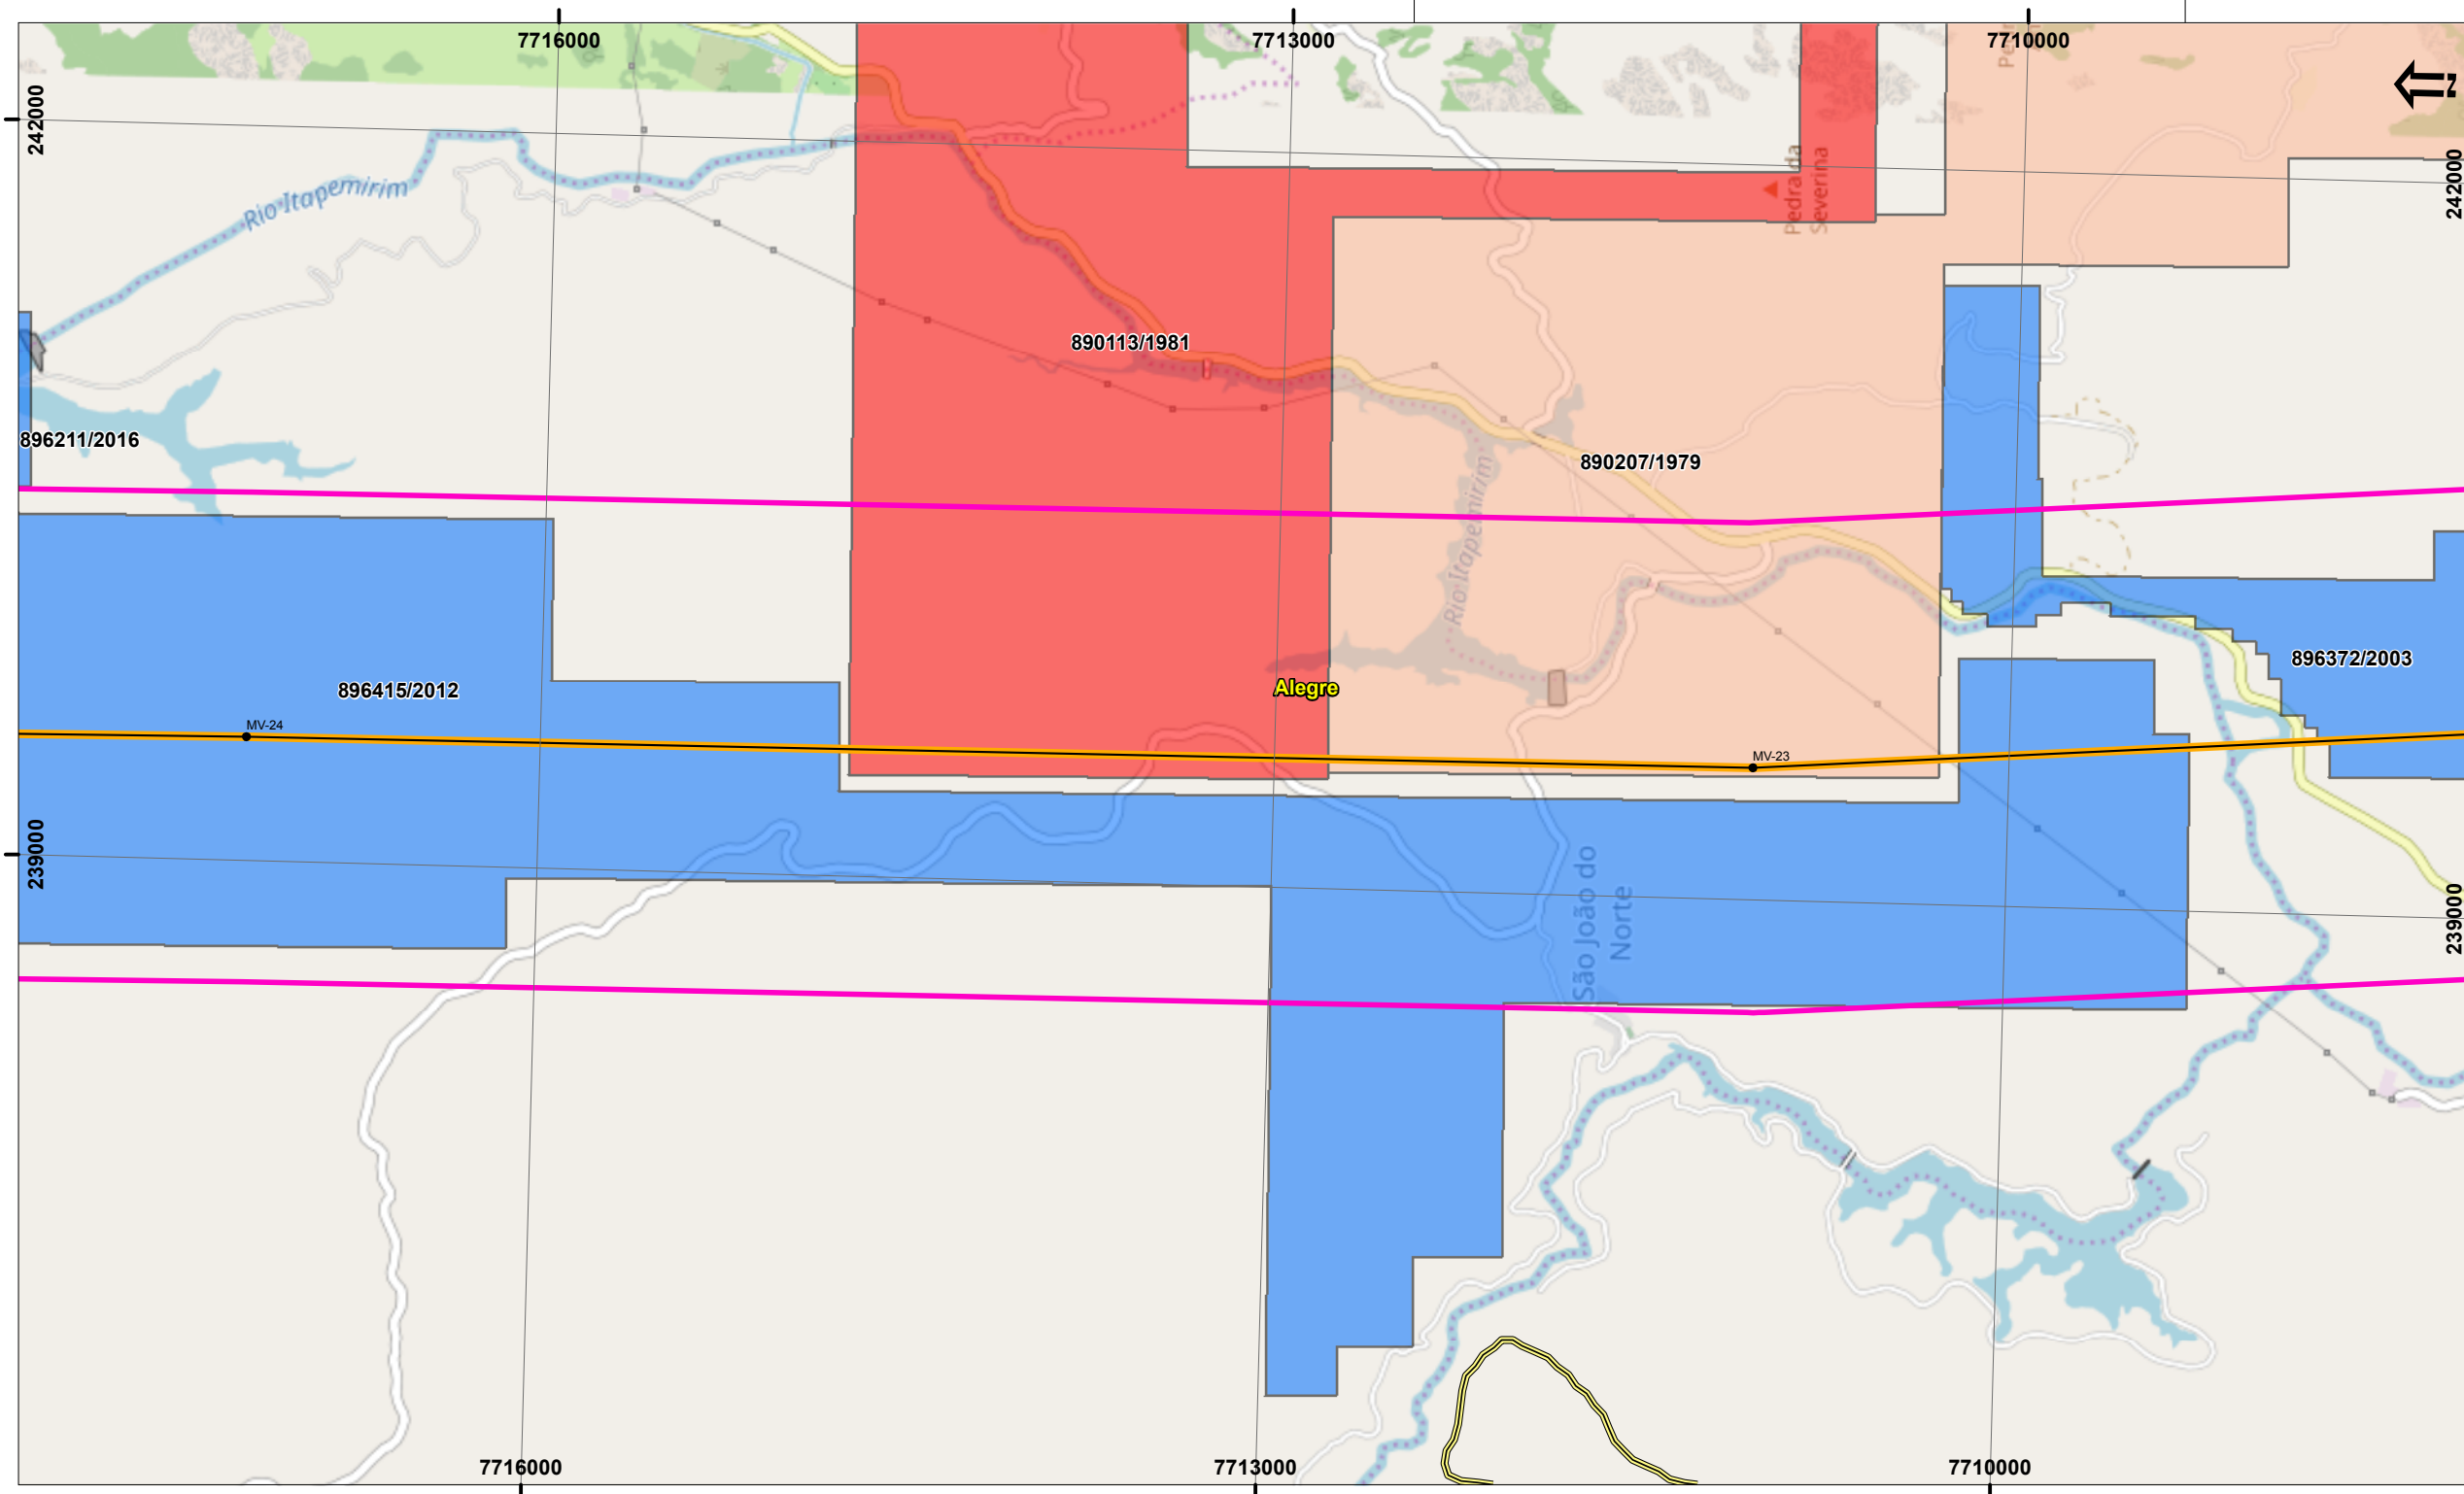 7716000
7713000
7710000
Pe
N
242000
242000
Pedra da
Severina
Rio Itapemirim
890113/1981
896211/2016
890207/1979
Rio Itapemirim
896372/2003
896415/2012
Alegre
MV-24
MV-23
239000
239000
São João do
Norte
7716000
7713000
7710000